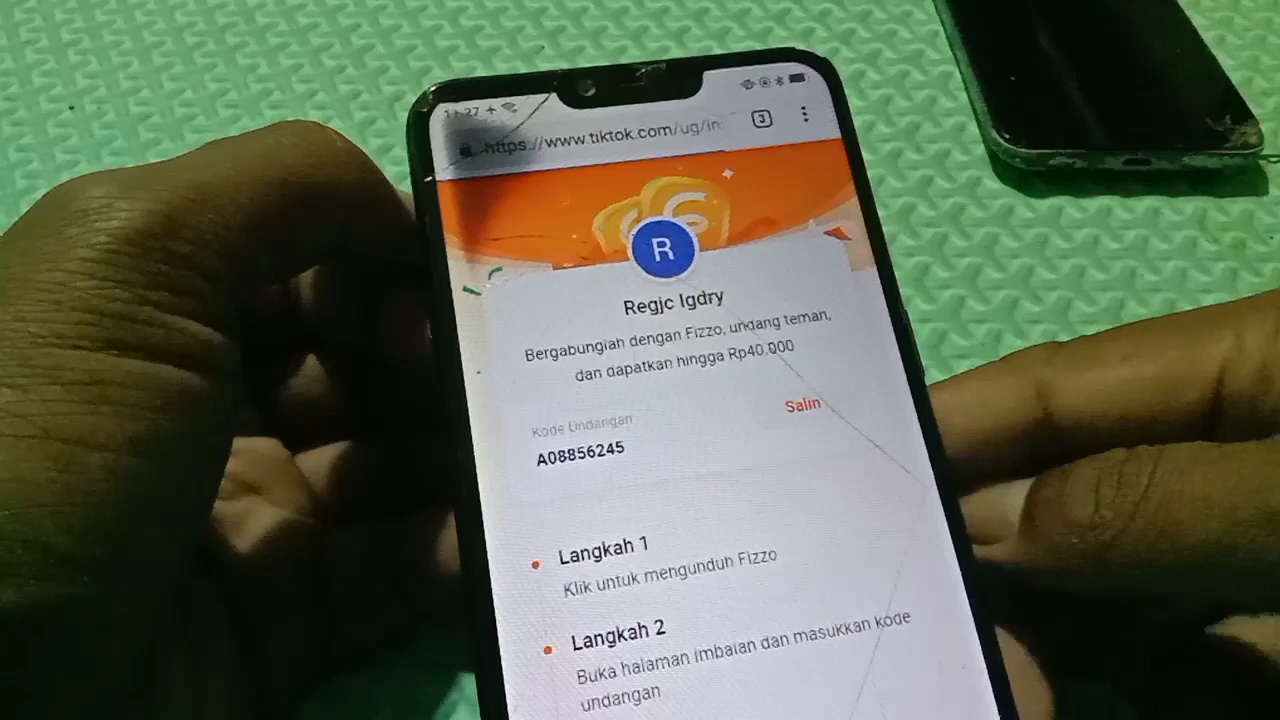 11:27
https://www.tiktok.com/ug/in
3
R
Regjc Igdry
Bergabunglah dengan Fizzo, undang teman,
dan dapatkan hingga Rp40.000
Kode Undangan
Salin
A08856245
Langkah 1
Klik untuk mengunduh Fizzo
Langkah 2
Buka halaman imbalan dan masukkan kode
undangan